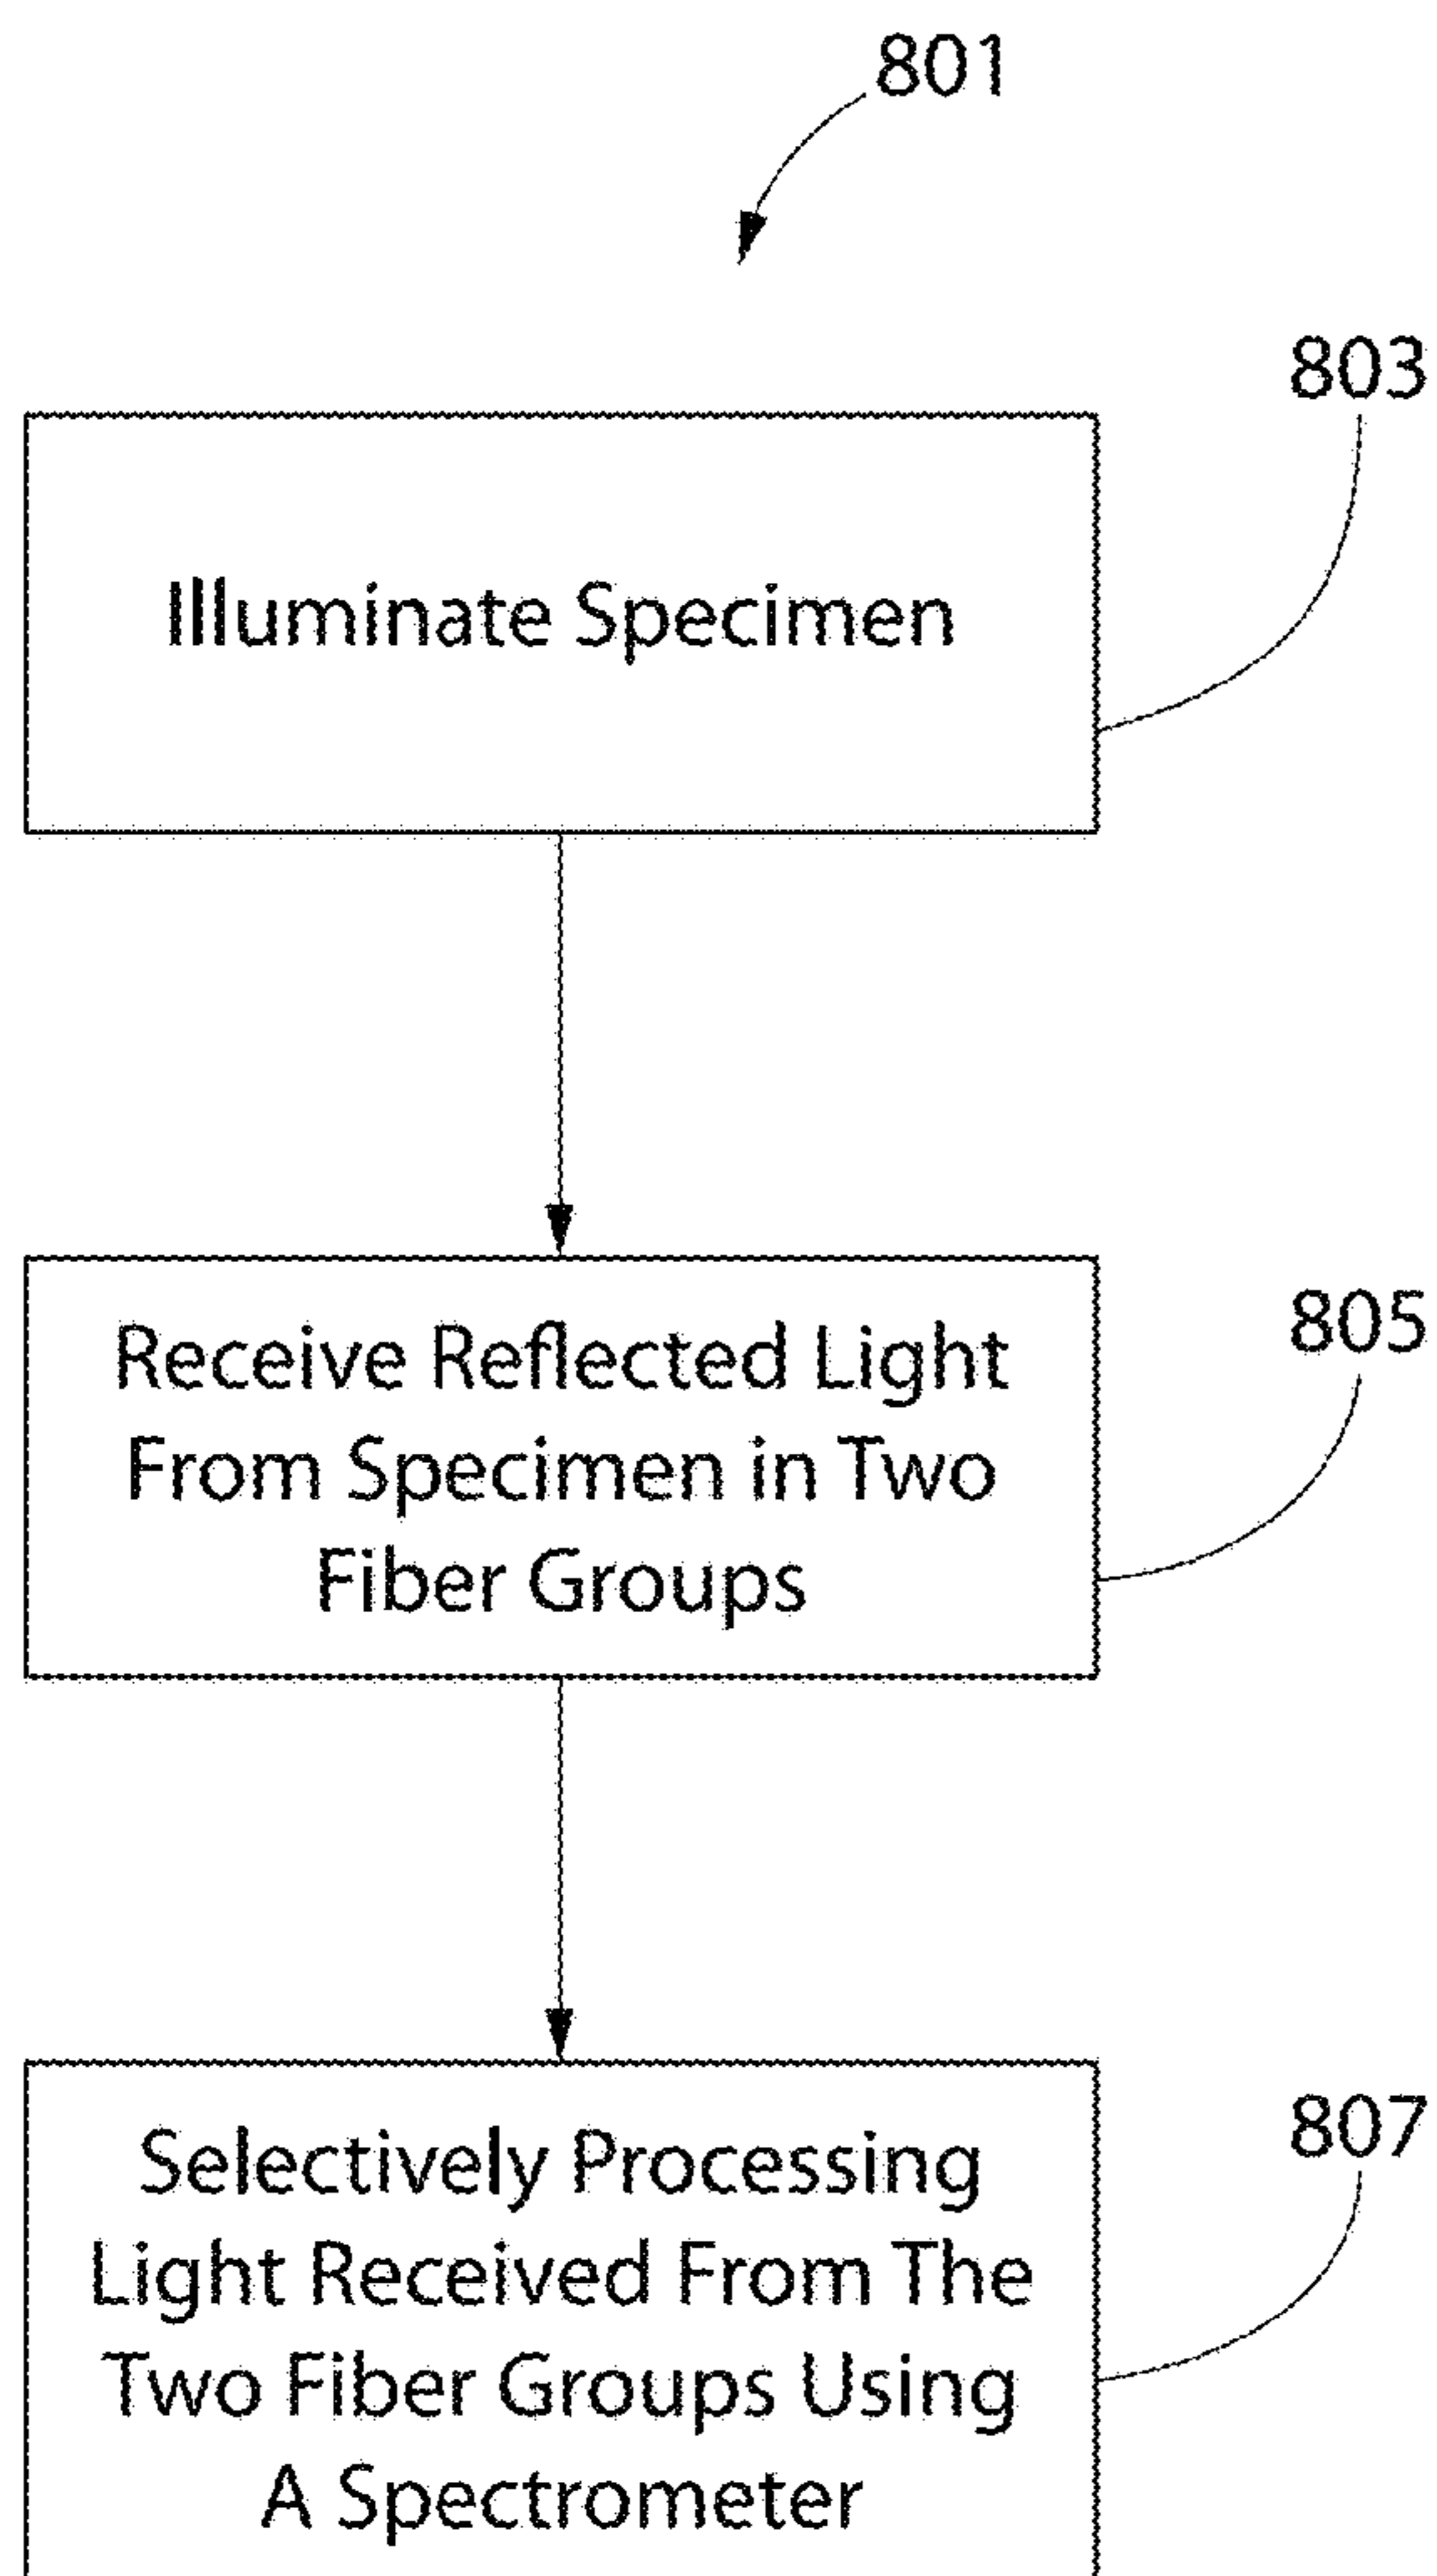 801
803
Illuminate Specimen
Receive Reflected Light
From Specimen in Two
Fiber Groups
805
Selectively Processing
Light Received From The
Two Fiber Groups Using
A Spectrometer
807